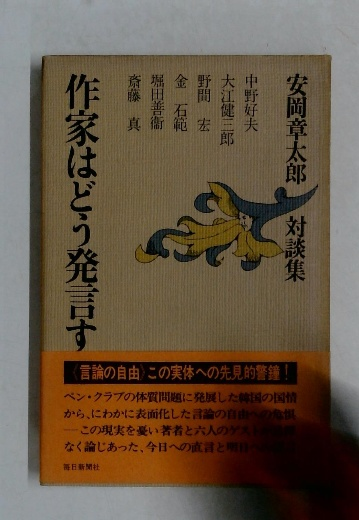 安岡章太郎 対談集
中野好夫
大江健三郎
野間 宏
金 石範
堀田善衞
斎藤 真
作家はどう発言す
〈言論の自由〉この実体への先見的警鐘!
ペン・クラブの体質問題に発展した韓国の国情
から、にわかに表面化した言論の自由への危惧
──この現実を憂い著者と六人のゲスト
なく論じあった、今日への直言と明日
毎日新聞社